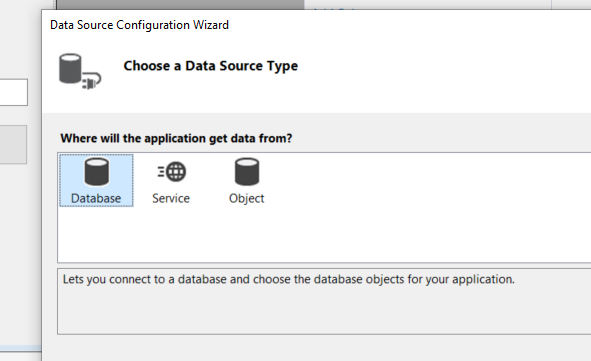 Data Source Configuration Wizard
Choose a Data Source Type
Where will the application get data from?
Database Service Object
Lets you connect to a database and choose the database objects for your application.